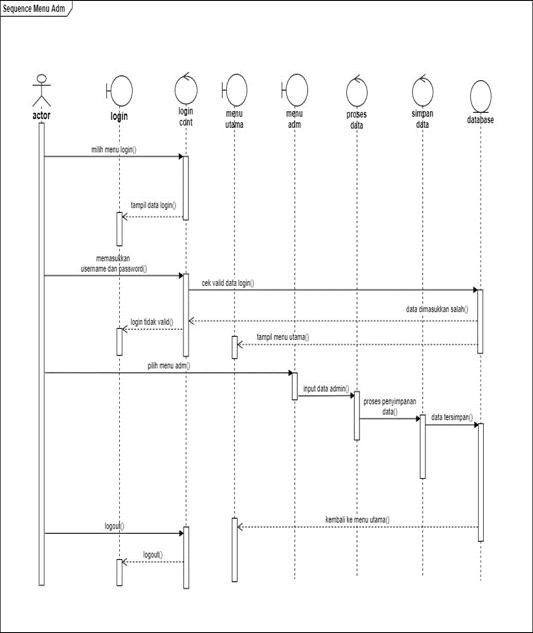 Sequence Menu Adm
actor
login
login
cont
menu
utama
menu
adm
proses
data
simpan
data
database
milih menu login()
tampil data login()
memasukkan
username dan password()
cek valid data login()
data dimasukkan salah()
login tidak valid()
tampil menu utama()
pilih menu adm()
input data admin()
proses penyimpanan
data()
data tersimpan()
kembali ke menu utama()
logout()
logout()